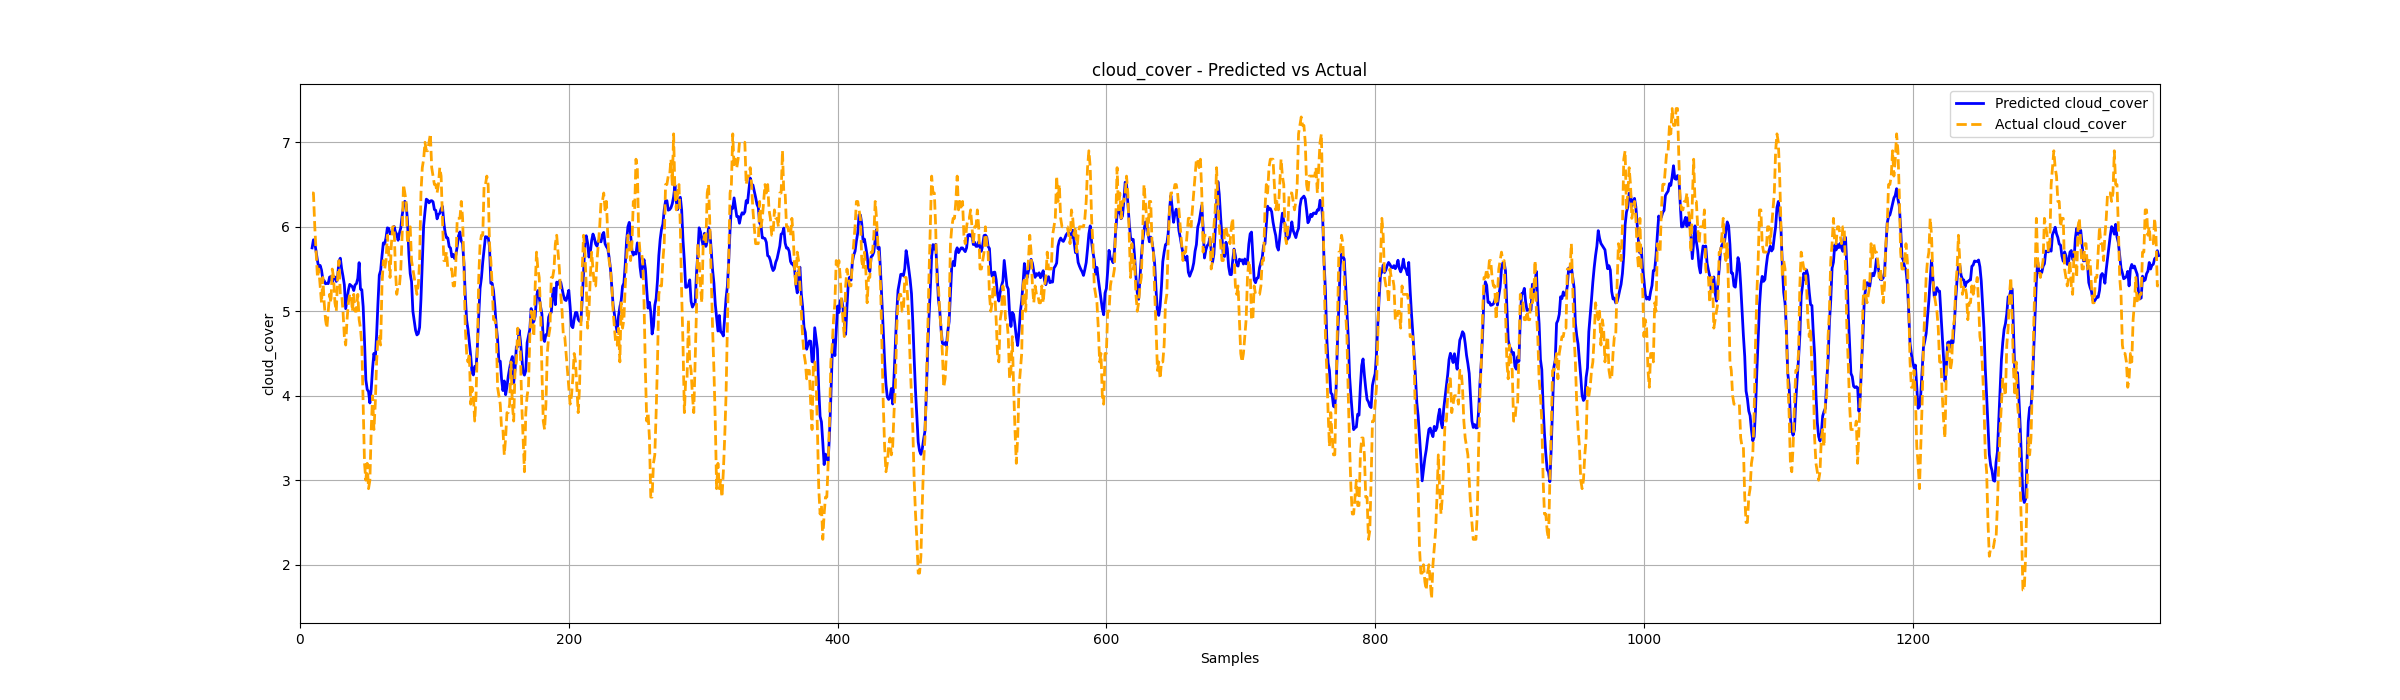 cloud_cover - Predicted vs Actual
Predicted cloud_cover
Actual cloud_cover
7
6
5
4
3
2
cloud_cover
0 200 400 600 800 1000 1200
Samples